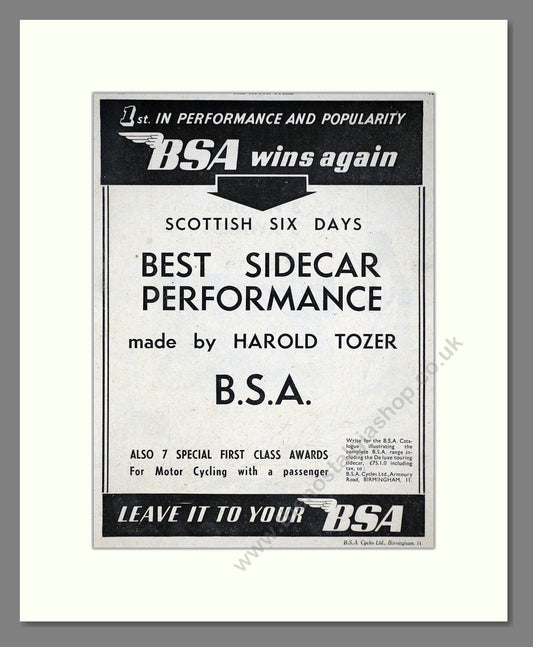 1st. IN PERFORMANCE AND POPULARITY
BSA wins again
SCOTTISH SIX DAYS
BEST SIDECAR
PERFORMANCE
made by HAROLD TOZER
B.S.A.
ALSO 7 SPECIAL FIRST CLASS AWARDS
For Motor Cycling with a passenger
Write for the B.S.A. Cata-
logue illustrating the
complete B.S.A. range in-
cluding the De luxe touring
sidecar, £75.1.0 including
tax, to:
B.S.A. Cycles Ltd., Armoury
Road, BIRMINGHAM, 11.
LEAVE IT TO YOUR BSA
B.S.A. Cycles Ltd., Birmingham, 14